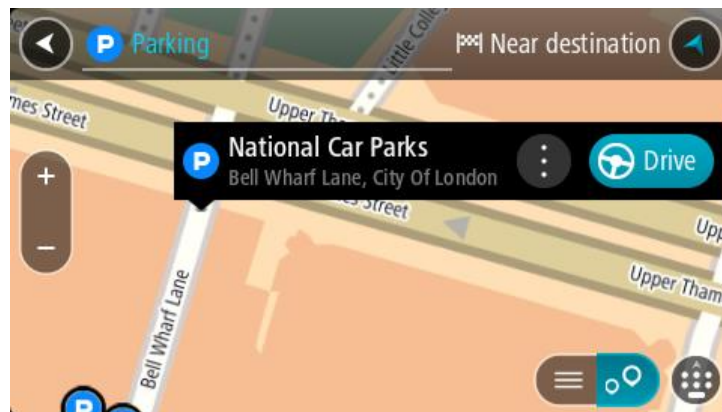 P Parking
Near destination
Little Colle
mes Street
Upper Tha
P National Car Parks
Bell Wharf Lane, City Of London
Drive
+
-
mes Street
Upp
Upper Tham
Bell Wharf Lane
P